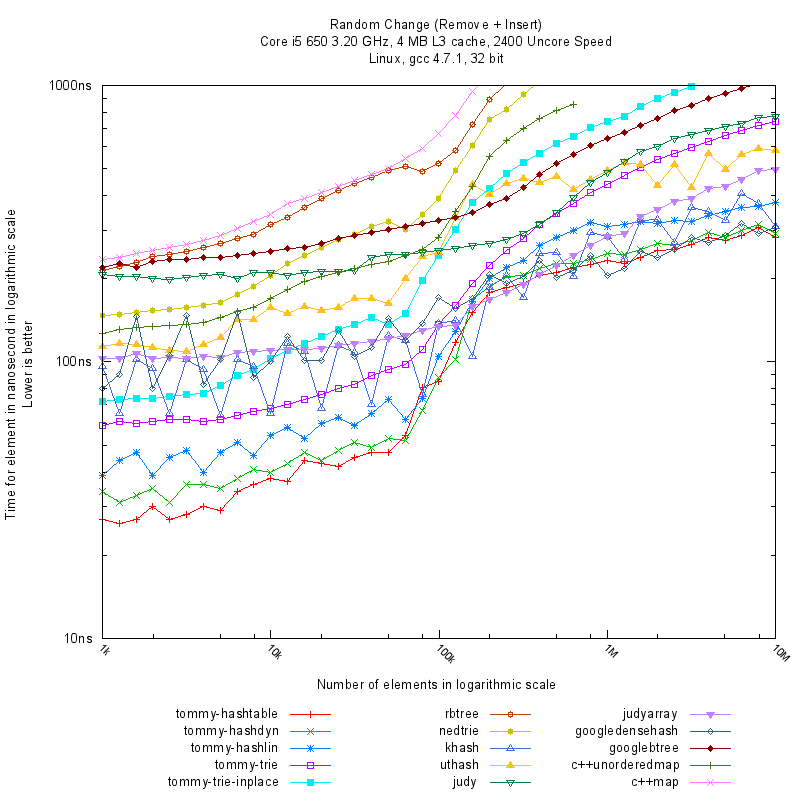 Random Change (Remove + Insert)
Core i5 650 3.20 GHz, 4 MB L3 cache, 2400 Uncore Speed
Linux, gcc 4.7.1, 32 bit
1000ns
100ns
10ns
Time for element in nanosecond in logarithmic scale
Lower is better
1k
10k
100k
1M
10M
Number of elements in logarithmic scale
tommy-hashtable
tommy-hashdyn
tommy-hashlin
tommy-trie
tommy-trie-inplace
rbtree
nedtrie
khash
uthash
judy
judyarray
googledensehash
googlebtree
c++unorderedmap
c++map